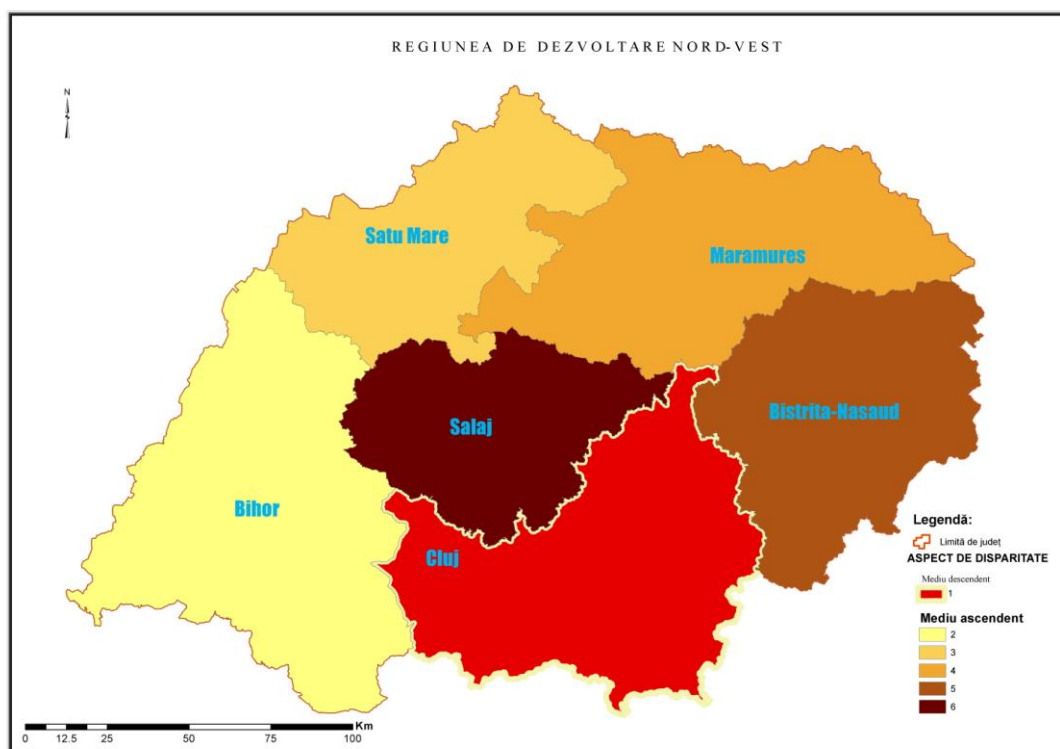 REGIUNEA DE DEZVOLTARE NORD-VEST
N
Satu Mare
Maramures
Salaj
Bistrita-Nasaud
Bihor
Cluj
Legendă:
Limită de județ
ASPECT DE DISPARITATE
Mediu descendent
1
Mediu ascendent
2
3
4
5
6
Km
0 12.5 25 50 75 100